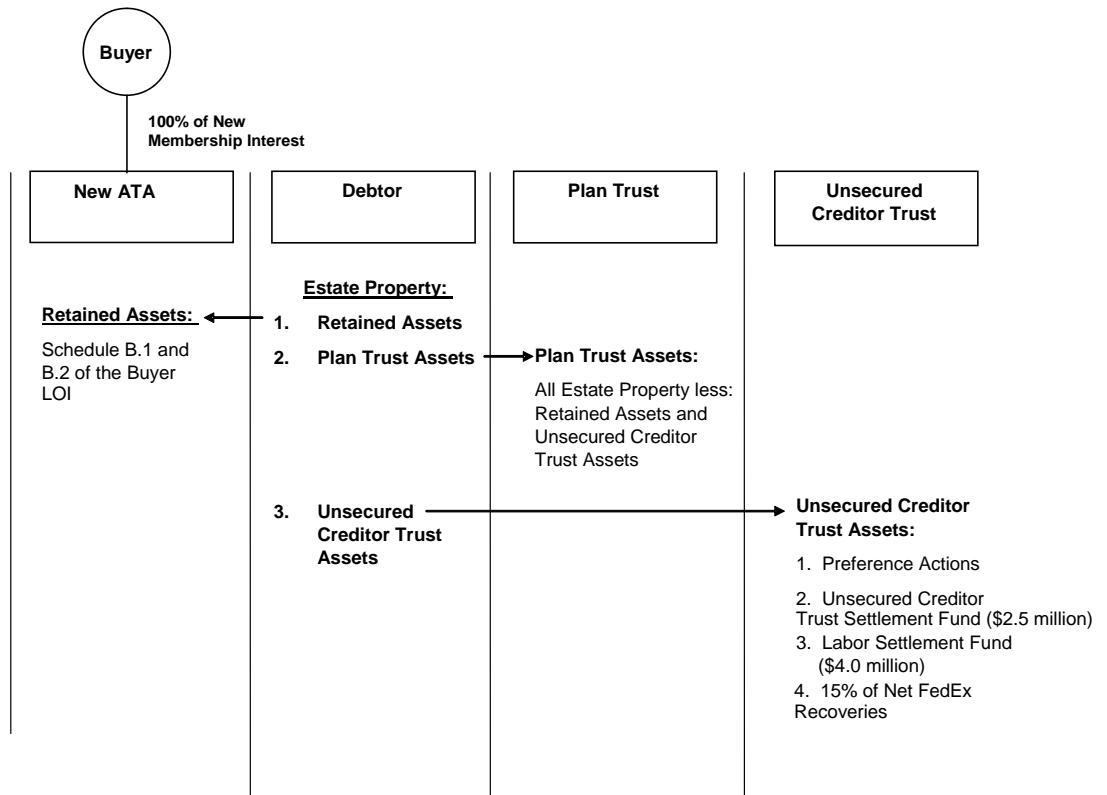 Buyer
100% of New
Membership Interest
New ATA
Debtor
Plan Trust
Unsecured
Creditor Trust
Retained Assets:
Schedule B.1 and
B.2 of the Buyer
LOI
Estate Property:
1. Retained Assets
2. Plan Trust Assets
3. Unsecured
Creditor Trust
Assets
Plan Trust Assets:
All Estate Property less:
Retained Assets and
Unsecured Creditor
Trust Assets
Unsecured Creditor
Trust Assets:
1. Preference Actions
2. Unsecured Creditor
Trust Settlement Fund ($2.5 million)
3. Labor Settlement Fund
($4.0 million)
4. 15% of Net FedEx
Recoveries